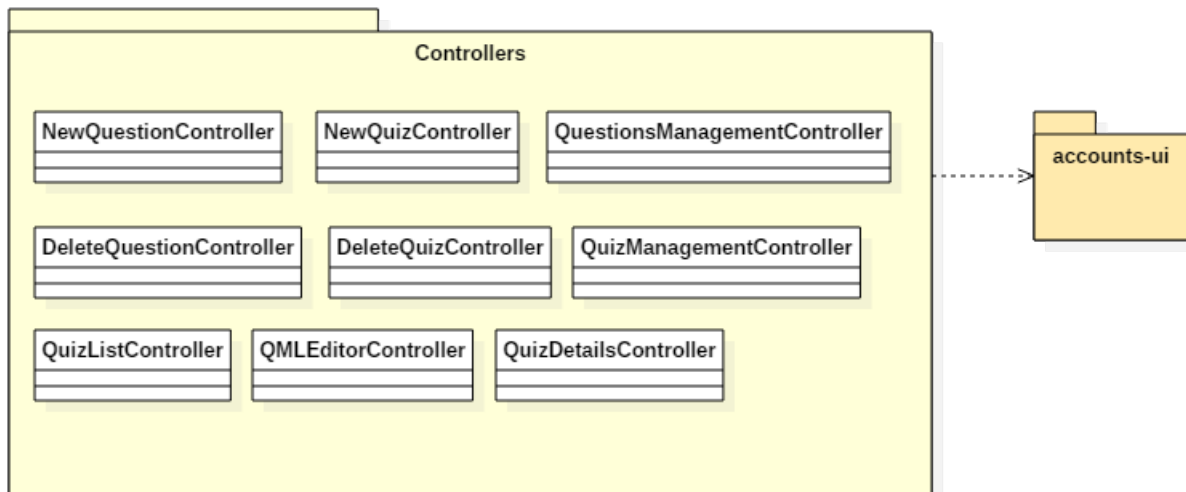 Controllers
NewQuestionController
NewQuizController
QuestionsManagementController
accounts-ui
DeleteQuestionController
DeleteQuizController
QuizManagementController
QuizListController
QMLEditorController
QuizDetailsController